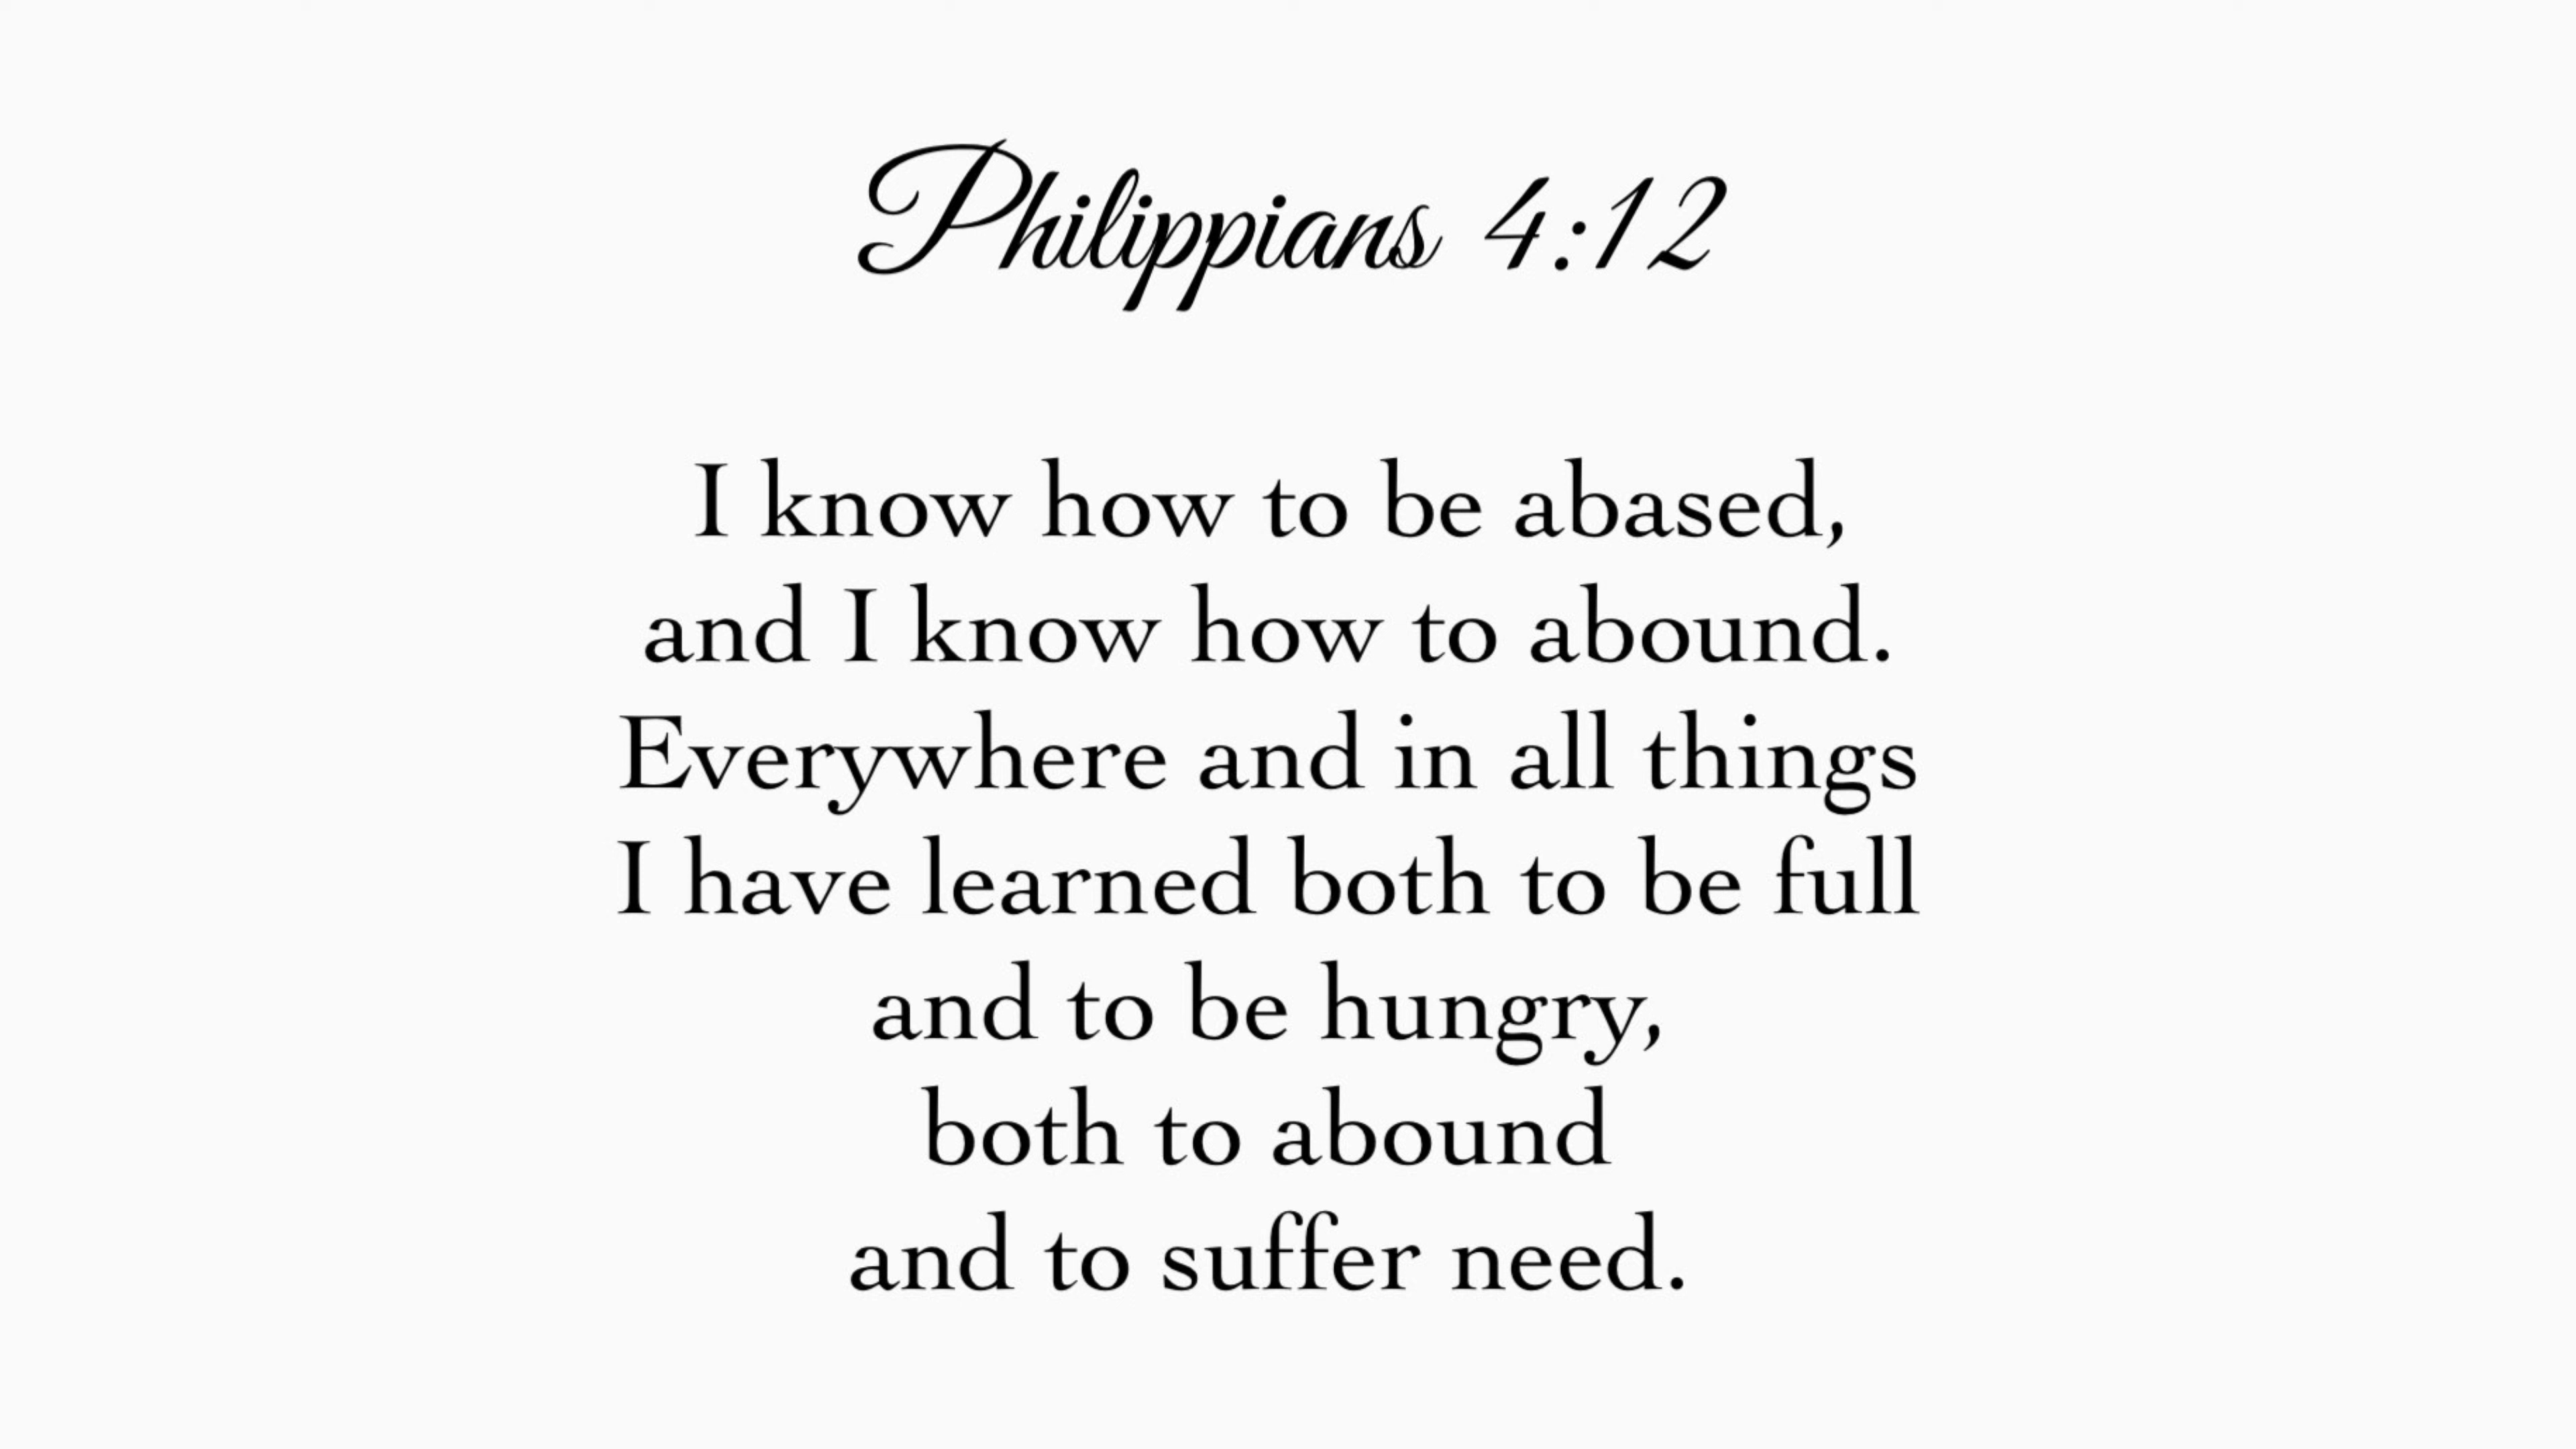 Philippians 4:12
I know how to be abased,
and I know how to abound.
Everywhere and in all things
I have learned both to be full
and to be hungry,
both to abound
and to suffer need.